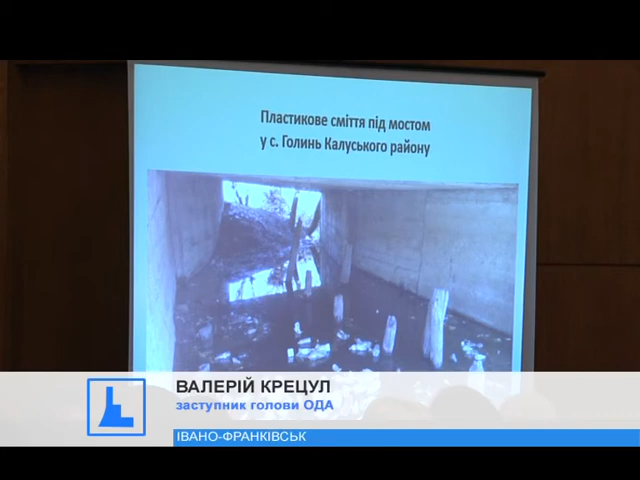 Пластикове сміття під мостом
у с. Голинь Калуського району
ВАЛЕРІЙ КРЕЦУЛ
заступник голови ОДА
ІВАНО-ФРАНКІВСЬК